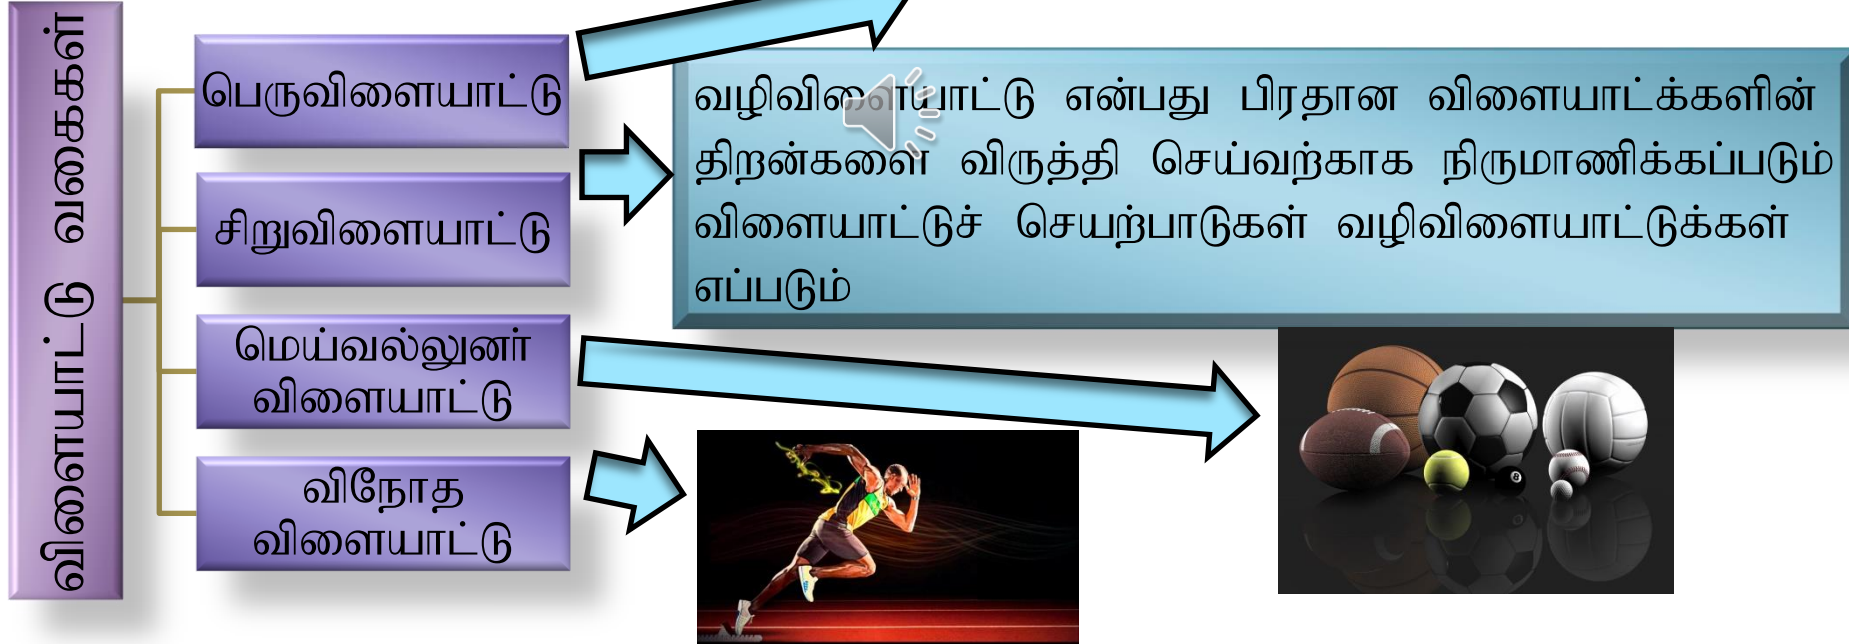 விளையாட்டு வகைகள்
பெருவிளையாட்டு
சிறுவிளையாட்டு
மெய்வல்லுனர்
விளையாட்டு
விநோத
விளையாட்டு
வழிவிளையாட்டு என்பது பிரதான விளையாட்க்களின்
திறன்களை விருத்தி செய்வற்காக நிருமாணிக்கப்படும்
விளையாட்டுச் செயற்பாடுகள் வழிவிளையாட்டுக்கள்
எப்படும்
8